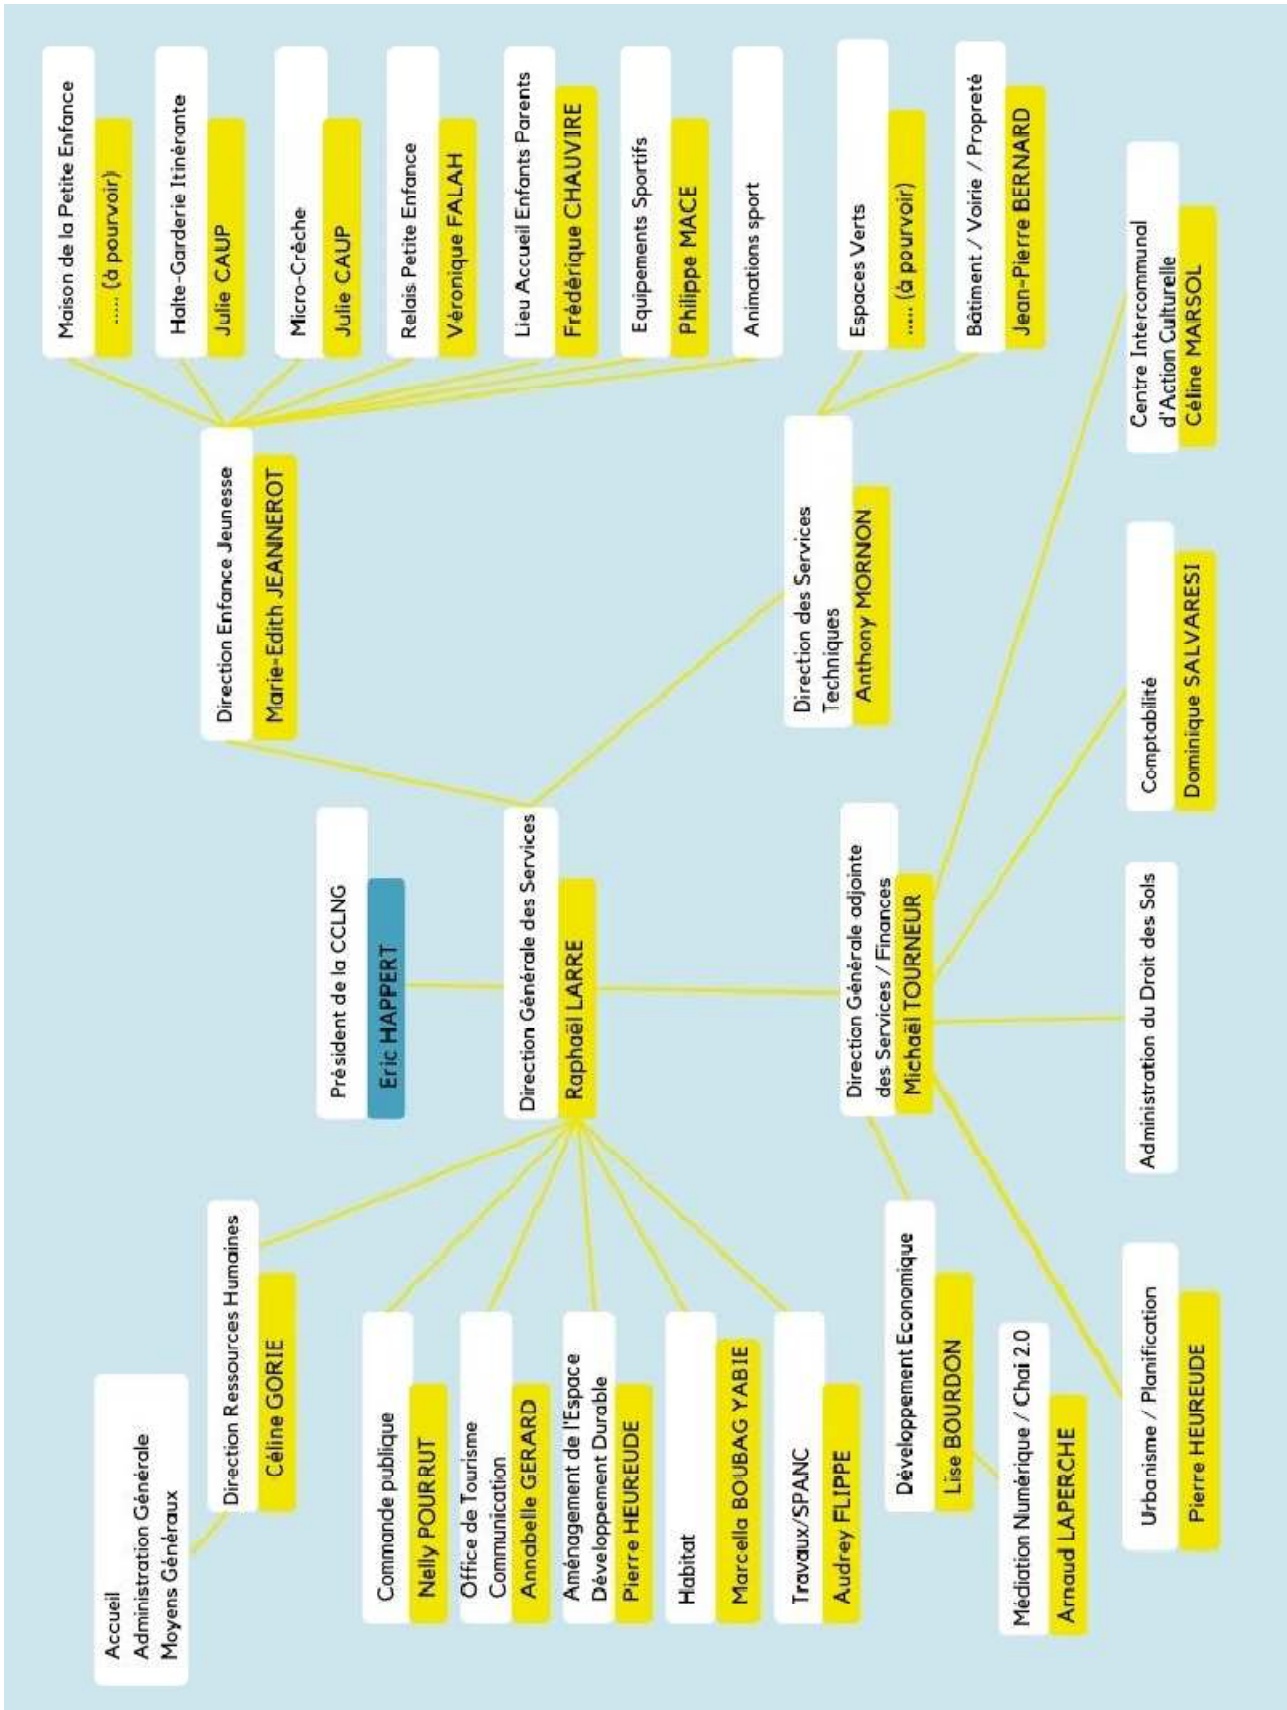 Accueil
Administration Générale
Moyens Généraux
Direction Ressources Humaines
Céline GORIE
Commande publique
Nelly POURRUT
Office de Tourisme
Communication
Annabelle GERARD
Aménagement de l'Espace
Développement Durable
Pierre HEUREUDE
Habitat
Marcella BOUBAG YABIE
Travaux/SPANC
Audrey FLIPPE
Développement Economique
Lise BOURDON
Médiation Numérique / Chai 2.0
Arnaud LAPERCHE
Urbanisme / Planification
Pierre HEUREUDE
Président de la CCLNG
Eric HAPPERT
Direction Générale des Services
Raphaël LARRE
Direction Générale adjointe
des Services / Finances
Michaël TOURNEUR
Administration du Droit des Sols
Comptabilité
Dominique SALVARESI
Centre Intercommunal
d'Action Culturelle
Céline MARSOL
Direction Enfance Jeunesse
Marie-Edith JEANNEROT
Direction des Services
Techniques
Anthony MORNON
Maison de la Petite Enfance
..... (à pourvoir)
Halte-Garderie Itinérante
Julie CAUP
Micro-Crèche
Julie CAUP
Relais Petite Enfance
Véronique FALAH
Lieu Accueil Enfants Parents
Frédérique CHAUVIRE
Equipements Sportifs
Philippe MACE
Animations sport
Espaces Verts
..... (à pourvoir)
Bâtiment / Voirie / Propreté
Jean-Pierre BERNARD